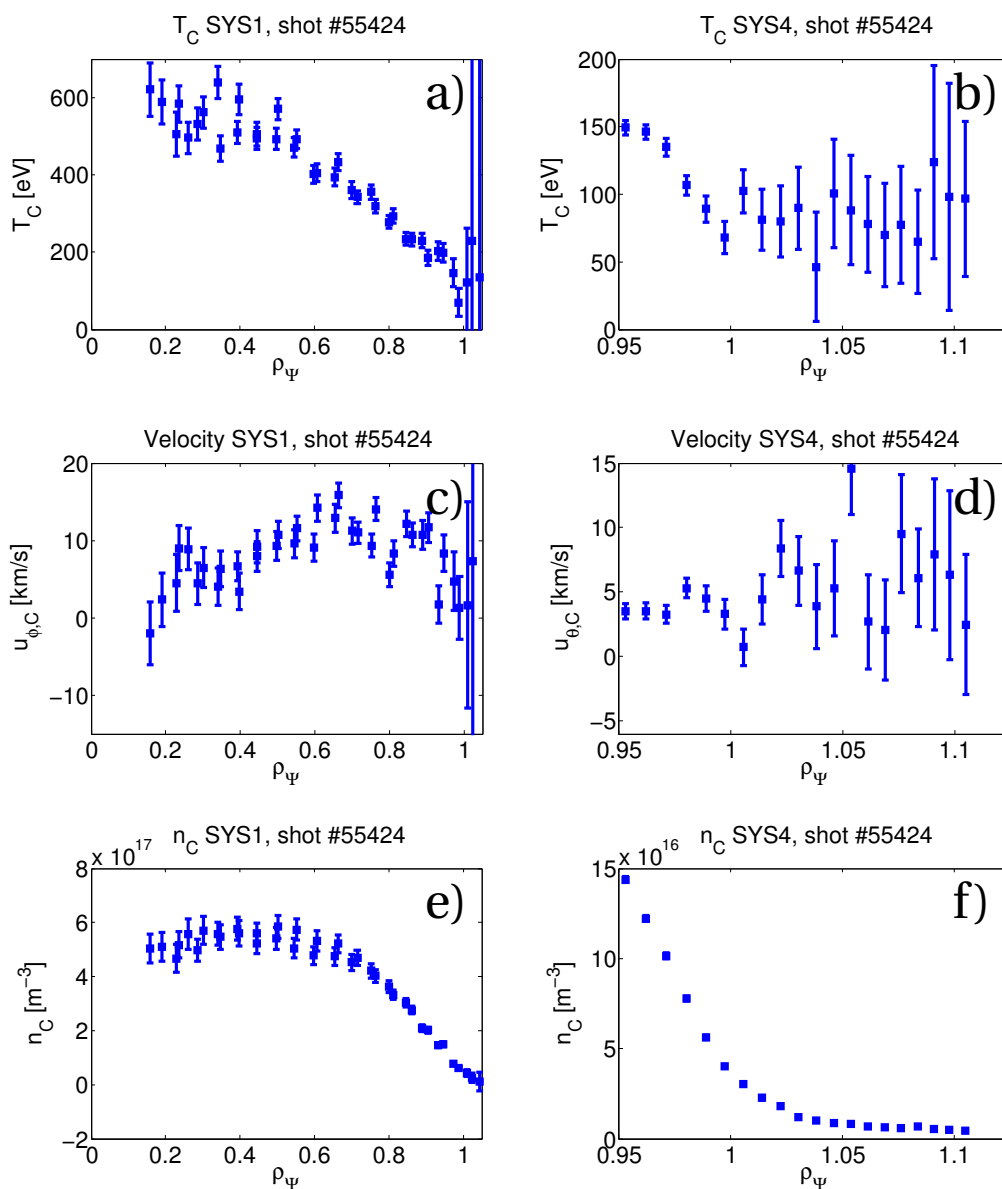 T_C SYS1, shot #55424
a)
600
400
200
0
T_C [eV]
0 0.2 0.4 0.6 0.8 1
ρ_Ψ
T_C SYS4, shot #55424
b)
200
150
100
50
0
T_C [eV]
0.95 1 1.05 1.1
ρ_Ψ
Velocity SYS1, shot #55424
c)
20
10
0
−10
u_ϕ,C [km/s]
0 0.2 0.4 0.6 0.8 1
ρ_Ψ
Velocity SYS4, shot #55424
d)
15
10
5
0
−5
u_θ,C [km/s]
0.95 1 1.05 1.1
ρ_Ψ
n_C SYS1, shot #55424
x 10^17
e)
8
6
4
2
0
−2
n_C [m^−3]
0 0.2 0.4 0.6 0.8 1
ρ_Ψ
n_C SYS4, shot #55424
x 10^16
f)
15
10
5
0
n_C [m^−3]
0.95 1 1.05 1.1
ρ_Ψ